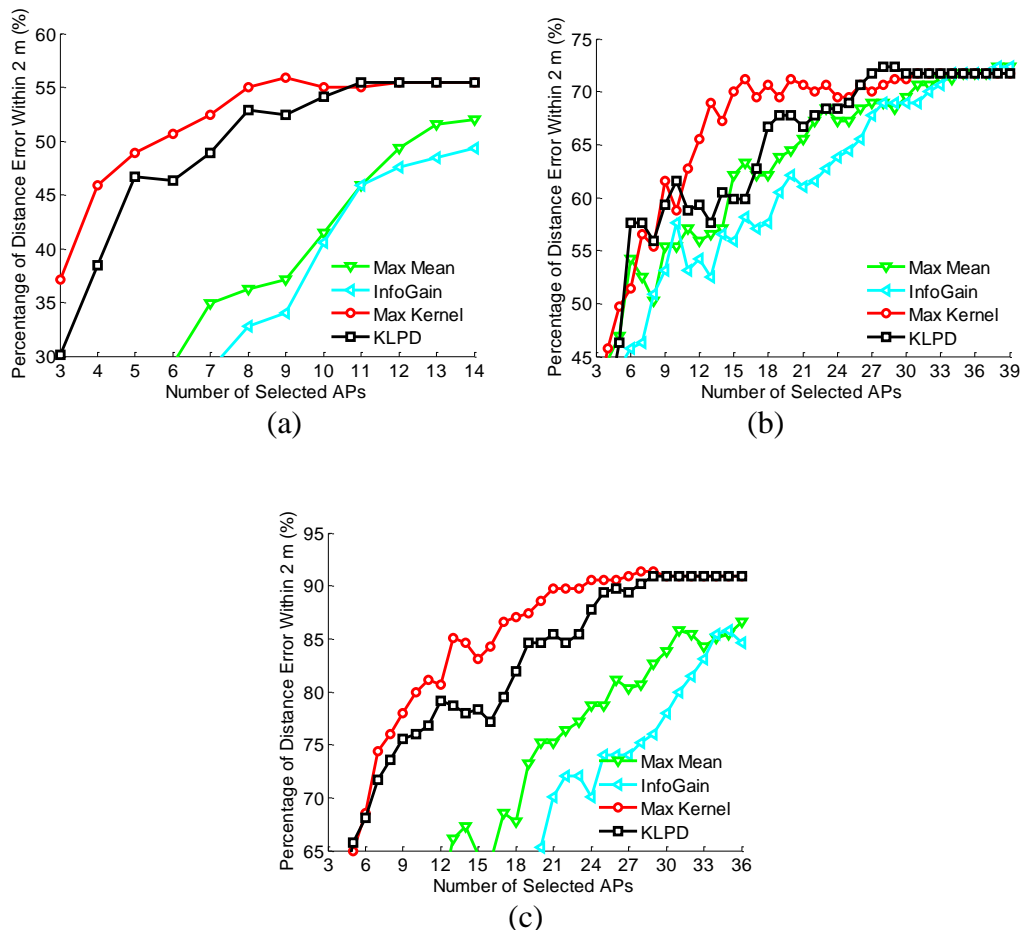 Percentage of Distance Error Within 2 m (%)
60
55
50
45
40
35
30
3 4 5 6 7 8 9 10 11 12 13 14
Number of Selected APs
Max Mean
InfoGain
Max Kernel
KLPD
(a)
Percentage of Distance Error Within 2 m (%)
75
70
65
60
55
50
45
3 6 9 12 15 18 21 24 27 30 33 36 39
Number of Selected APs
Max Mean
InfoGain
Max Kernel
KLPD
(b)
Percentage of Distance Error Within 2 m (%)
95
90
85
80
75
70
65
3 6 9 12 15 18 21 24 27 30 33 36
Number of Selected APs
Max Mean
InfoGain
Max Kernel
KLPD
(c)